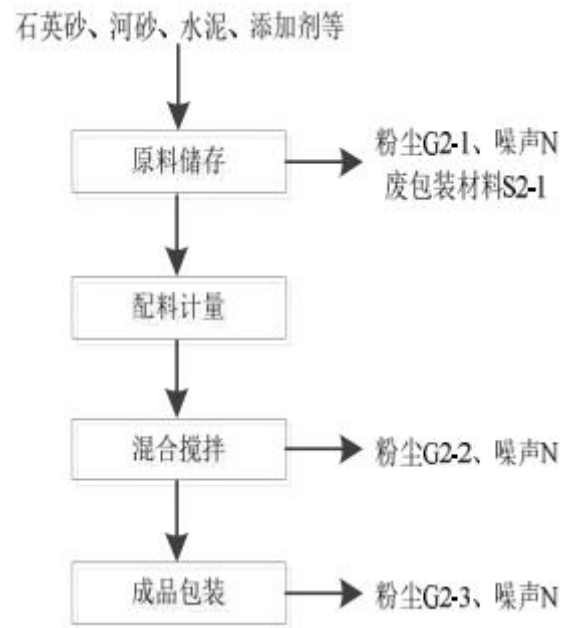 石英砂、河砂、水泥、添加剂等
原料储存
粉尘G2-1、噪声N
废包装材料S2-1
配料计量
混合搅拌
粉尘G2-2、噪声N
成品包装
粉尘G2-3、噪声N